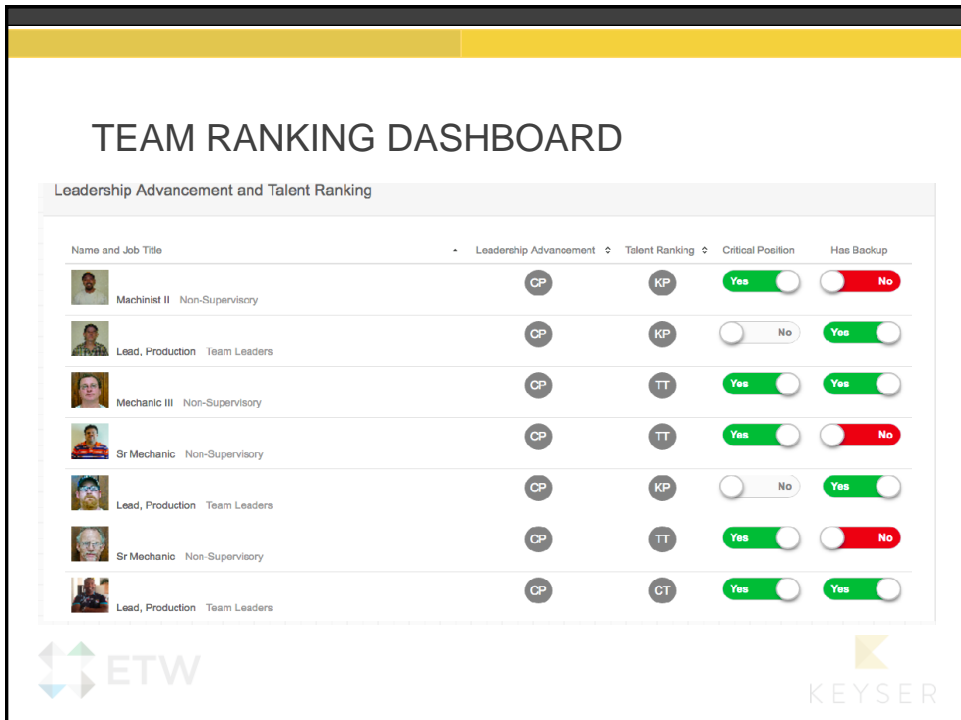 TEAM RANKING DASHBOARD
Leadership Advancement and Talent Ranking
Name and Job Title Leadership Advancement Talent Ranking Critical Position Has Backup
CP KP Yes No
Machinist II Non-Supervisory
CP KP No Yes
Lead, Production Team Leaders
CP TT Yes Yes
Mechanic III Non-Supervisory
CP TT Yes No
Sr Mechanic Non-Supervisory
CP KP No Yes
Lead, Production Team Leaders
CP TT Yes No
Sr Mechanic Non-Supervisory
CP CT Yes Yes
Lead, Production Team Leaders
ETW
KEYSER